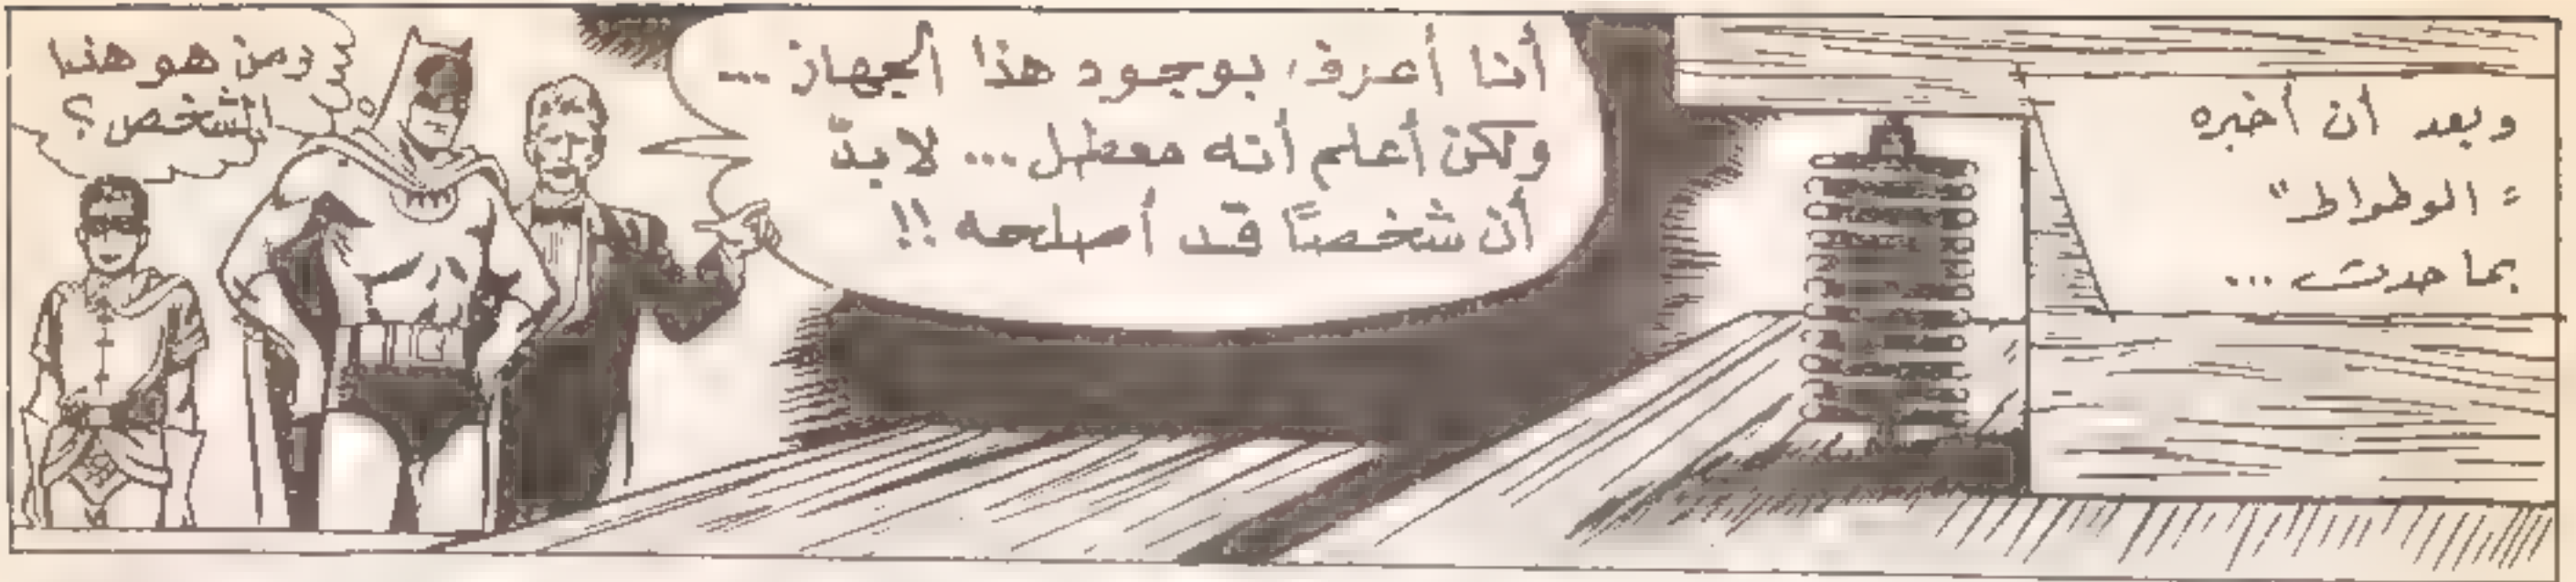 وبعد أن أخبره
"الوطواط"
بما حدث ...
أنا أعرف بوجود هذا الجهاز ...
ولكن أعلم أنه معطل ... لابدّ
أن شخصًا قد أصلحه !!
ومن هو هذا
الشخص ؟